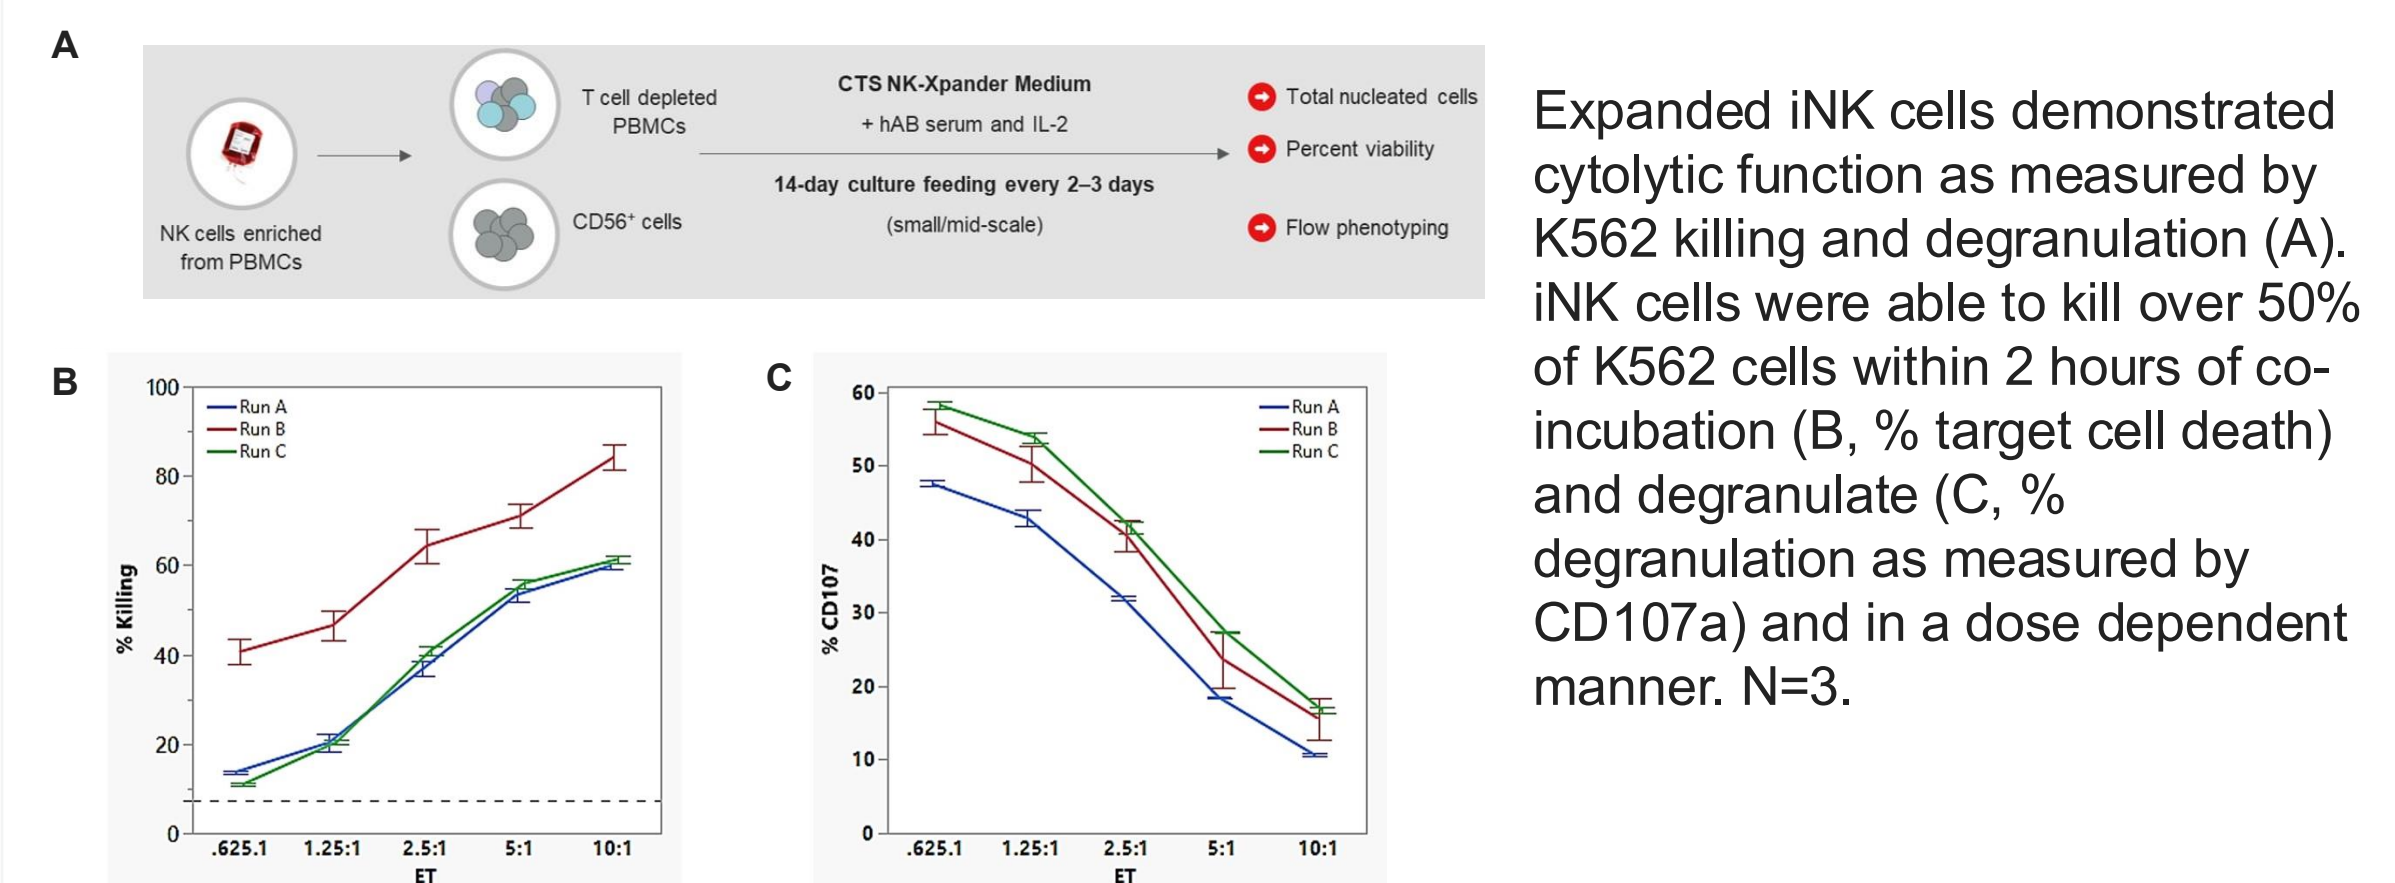 A
NK cells enriched
from PBMCs
T cell depleted
PBMCs
CD56⁺ cells
CTS NK-Xpander Medium
+ hAB serum and IL-2
14-day culture feeding every 2–3 days
(small/mid-scale)
Total nucleated cells
Percent viability
Flow phenotyping
Expanded iNK cells demonstrated
cytolytic function as measured by
K562 killing and degranulation (A).
iNK cells were able to kill over 50%
of K562 cells within 2 hours of co-
incubation (B, % target cell death)
and degranulate (C, %
degranulation as measured by
CD107a) and in a dose dependent
manner. N=3.
B
% Killing
100
80
60
40
20
0
Run A
Run B
Run C
.625.1 1.25:1 2.5:1 5:1 10:1
ET
C
% CD107
60
50
40
30
20
10
0
Run A
Run B
Run C
.625.1 1.25:1 2.5:1 5:1 10:1
ET